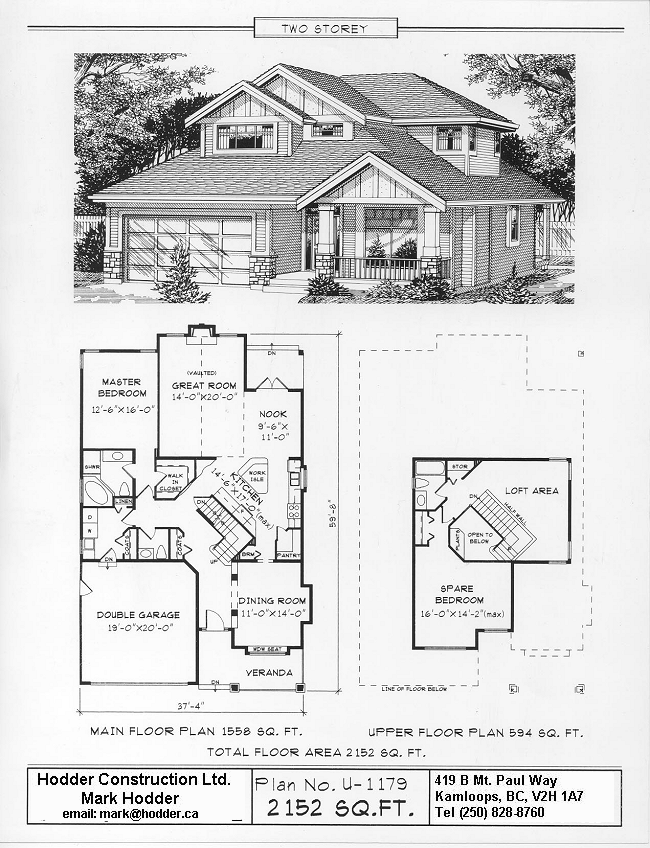 TWO STOREY
DN
(VAULTED)
GREAT ROOM
14'-0"X20'-0"
MASTER
BEDROOM
12'-6"X16'-0"
NOOK
9'-6"X
11'-0"
SHWR
WALK
IN
CLOSET
WORK
ISLE
KITCHEN
14'-6"X
17'-0"(max)
LINEN
D
W
COATS
COATS
DN
UP
BRM
PANTRY
59'-8"
DOUBLE GARAGE
19'-0"X20'-0"
DINING ROOM
11'-0"X14'-0"
WDW SEAT
VERANDA
DN
37'-4"
MAIN FLOOR PLAN 1558 SQ. FT.
STOR
DN
LOFT AREA
HALF WALL
PLANTS
OPEN TO
BELOW
SPARE
BEDROOM
16'-0"X14'-2"(max)
LINE OF FLOOR BELOW
UPPER FLOOR PLAN 594 SQ. FT.
TOTAL FLOOR AREA 2152 SQ. FT.
Hodder Construction Ltd.
Mark Hodder
email: mark@hodder.ca
Plan No. U-1179
2152 SQ.FT.
419 B Mt. Paul Way
Kamloops, BC, V2H 1A7
Tel (250) 828-8760